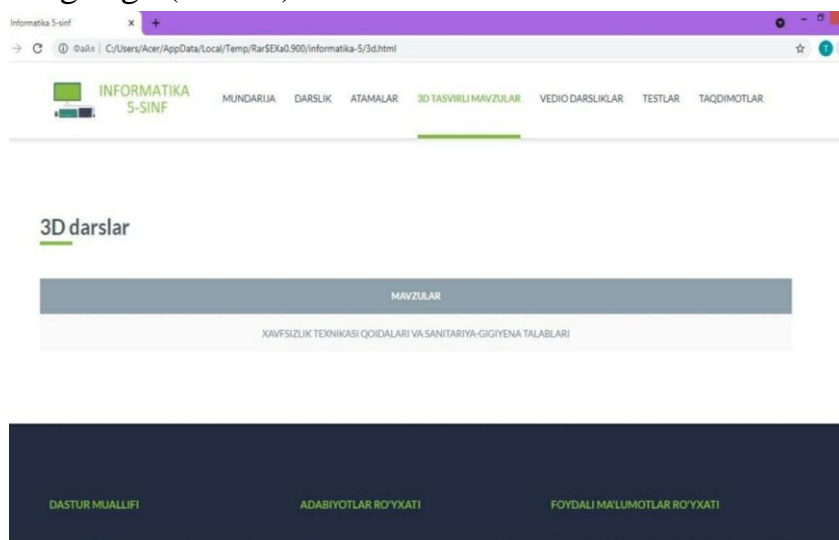 Informatika 5-sinf
Файл | C:/Users/Acer/AppData/Local/Temp/Rar$EXa0.900/informatika-5/3d.html
INFORMATIKA
5-SINF
MUNDARIJA DARSLIK ATAMALAR 3D TASVIRLI MAVZULAR VEDIO DARSLIKLAR TESTLAR TAQDIMOTLAR
3D darslar
MAVZULAR
XAVFSIZLIK TEXNIKASI QOIDALARI VA SANITARIYA-GIGIYENA TALABLARI
DASTUR MUALLIFI ADABIYOTLAR RO'YXATI FOYDALI MA'LUMOTLAR RO'YXATI